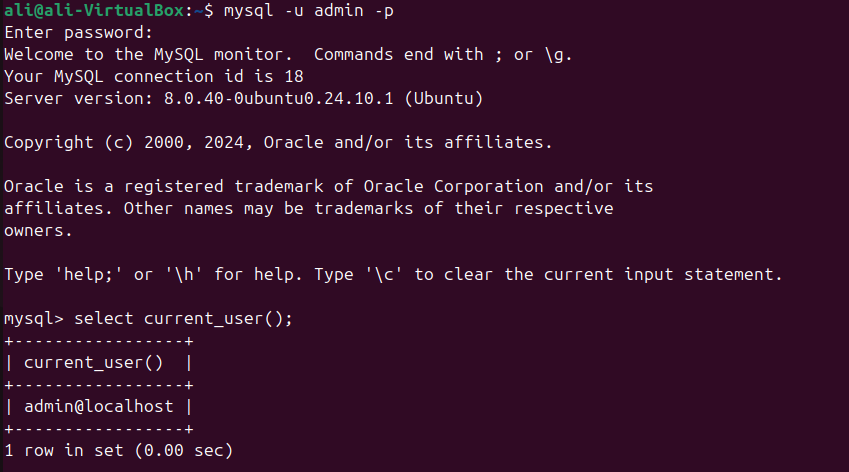 ali@ali-VirtualBox:~$ mysql -u admin -p
Enter password:
Welcome to the MySQL monitor.  Commands end with ; or \g.
Your MySQL connection id is 18
Server version: 8.0.40-0ubuntu0.24.10.1 (Ubuntu)

Copyright (c) 2000, 2024, Oracle and/or its affiliates.

Oracle is a registered trademark of Oracle Corporation and/or its
affiliates. Other names may be trademarks of their respective
owners.

Type 'help;' or '\h' for help. Type '\c' to clear the current input statement.

mysql> select current_user();
+-----------------+
| current_user()  |
+-----------------+
| admin@localhost |
+-----------------+
1 row in set (0.00 sec)